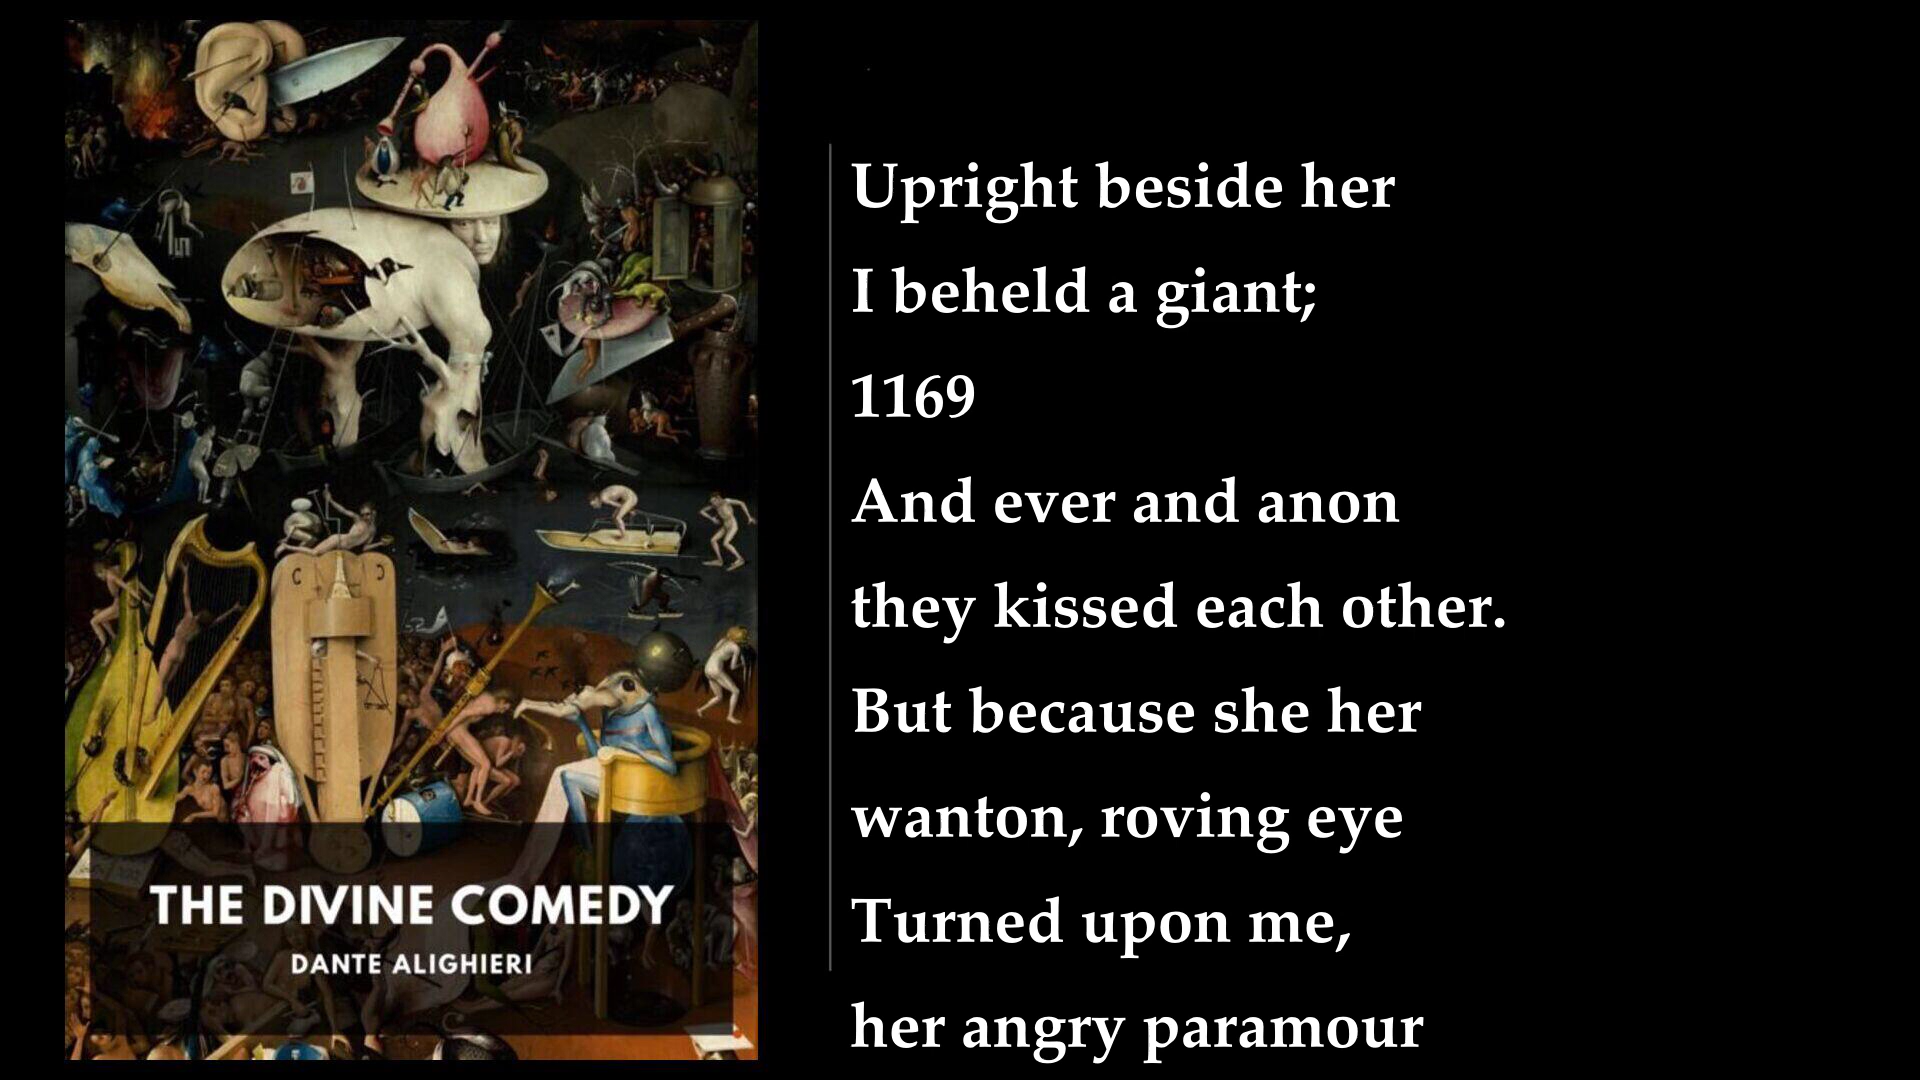 THE DIVINE COMEDY
DANTE ALIGHIERI
Upright beside her
I beheld a giant;
1169
And ever and anon
they kissed each other.
But because she her
wanton, roving eye
Turned upon me,
her angry paramour